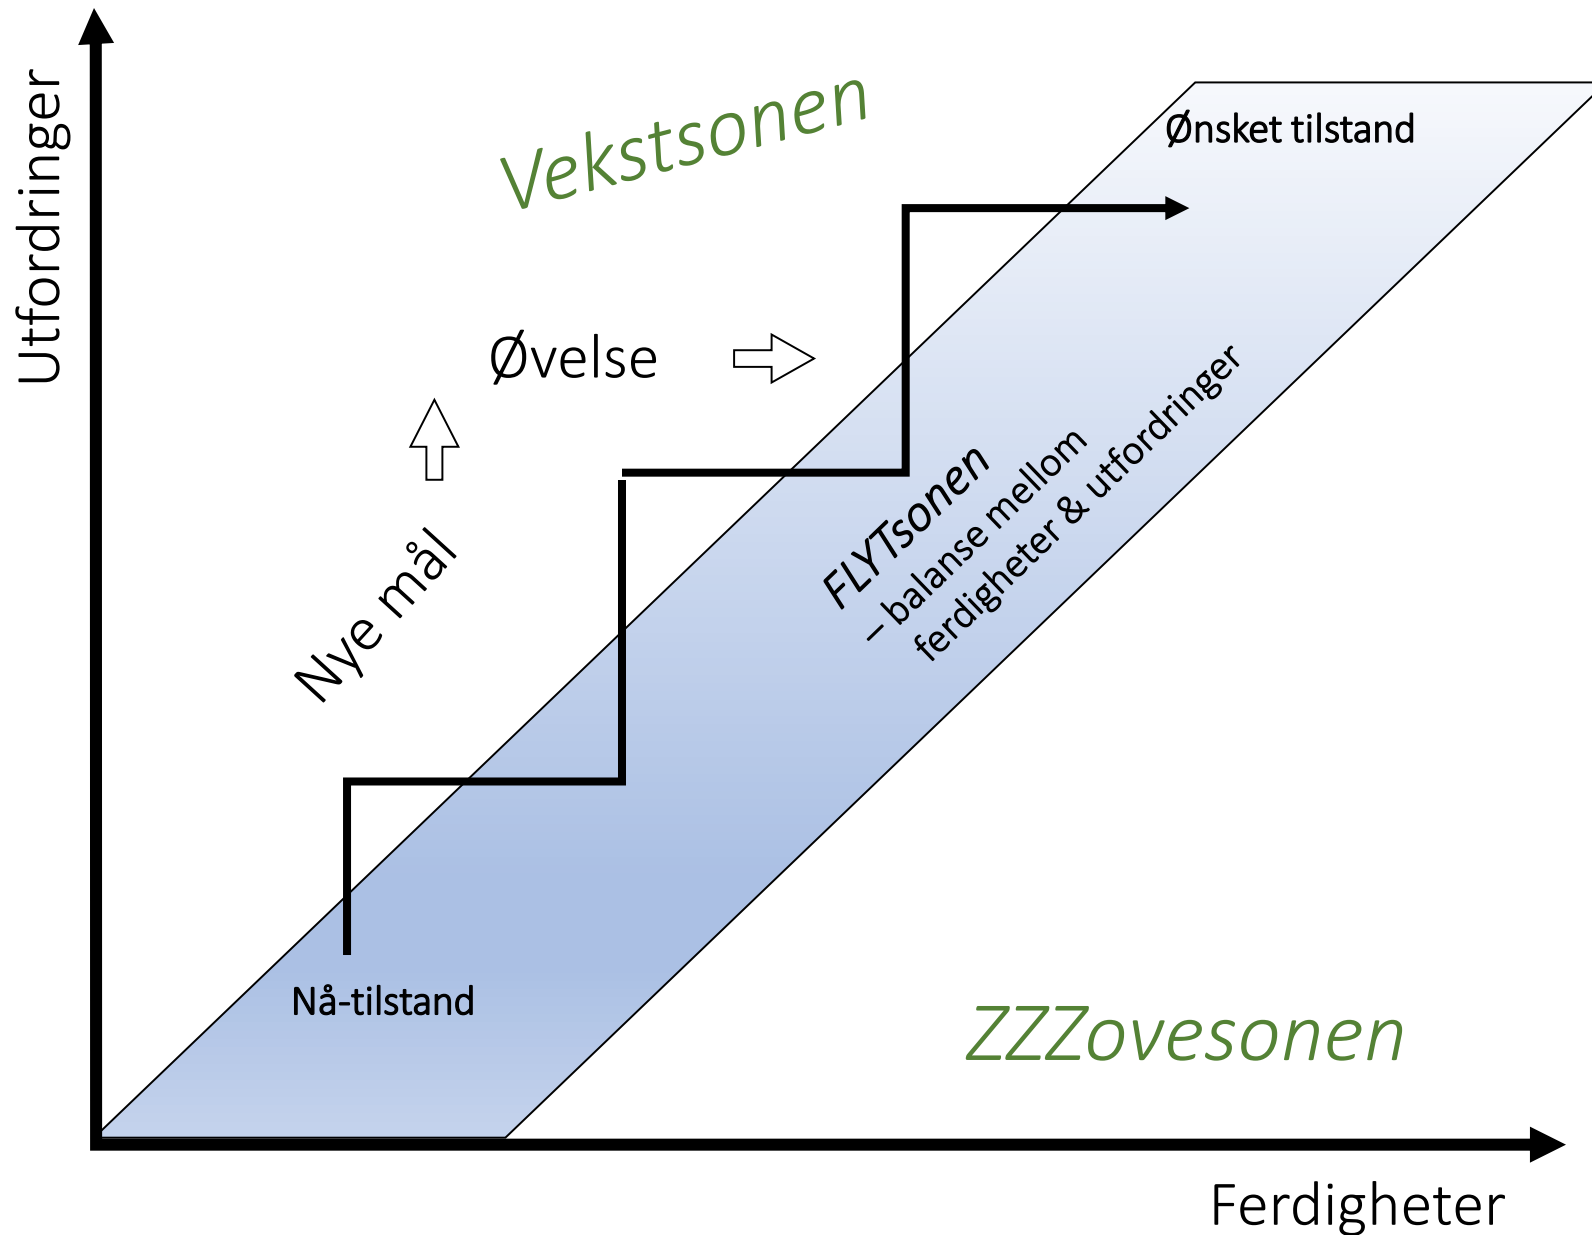 Utfordringer
Vekstsonen
Ønsket tilstand
Øvelse
Nye mål
FLYTsonen
– balanse mellom
ferdigheter & utfordringer
Nå-tilstand
ZZZovesonen
Ferdigheter